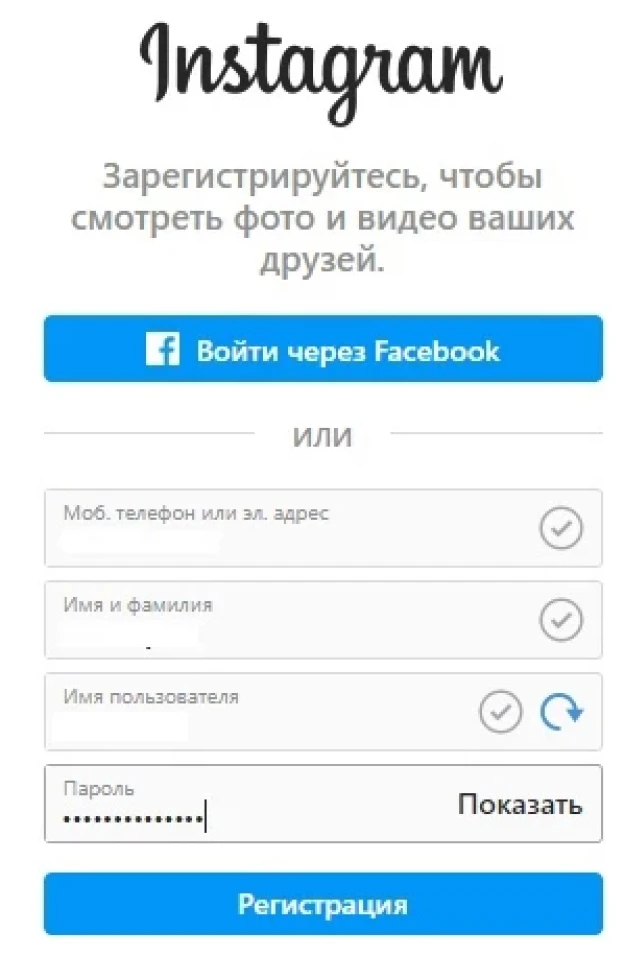 Instagram
Зарегистрируйтесь, чтобы
смотреть фото и видео ваших
друзей.
Войти через Facebook
или
Моб. телефон или эл. адрес
Имя и фамилия
Имя пользователя
Пароль
••••••••••••••
Показать
Регистрация